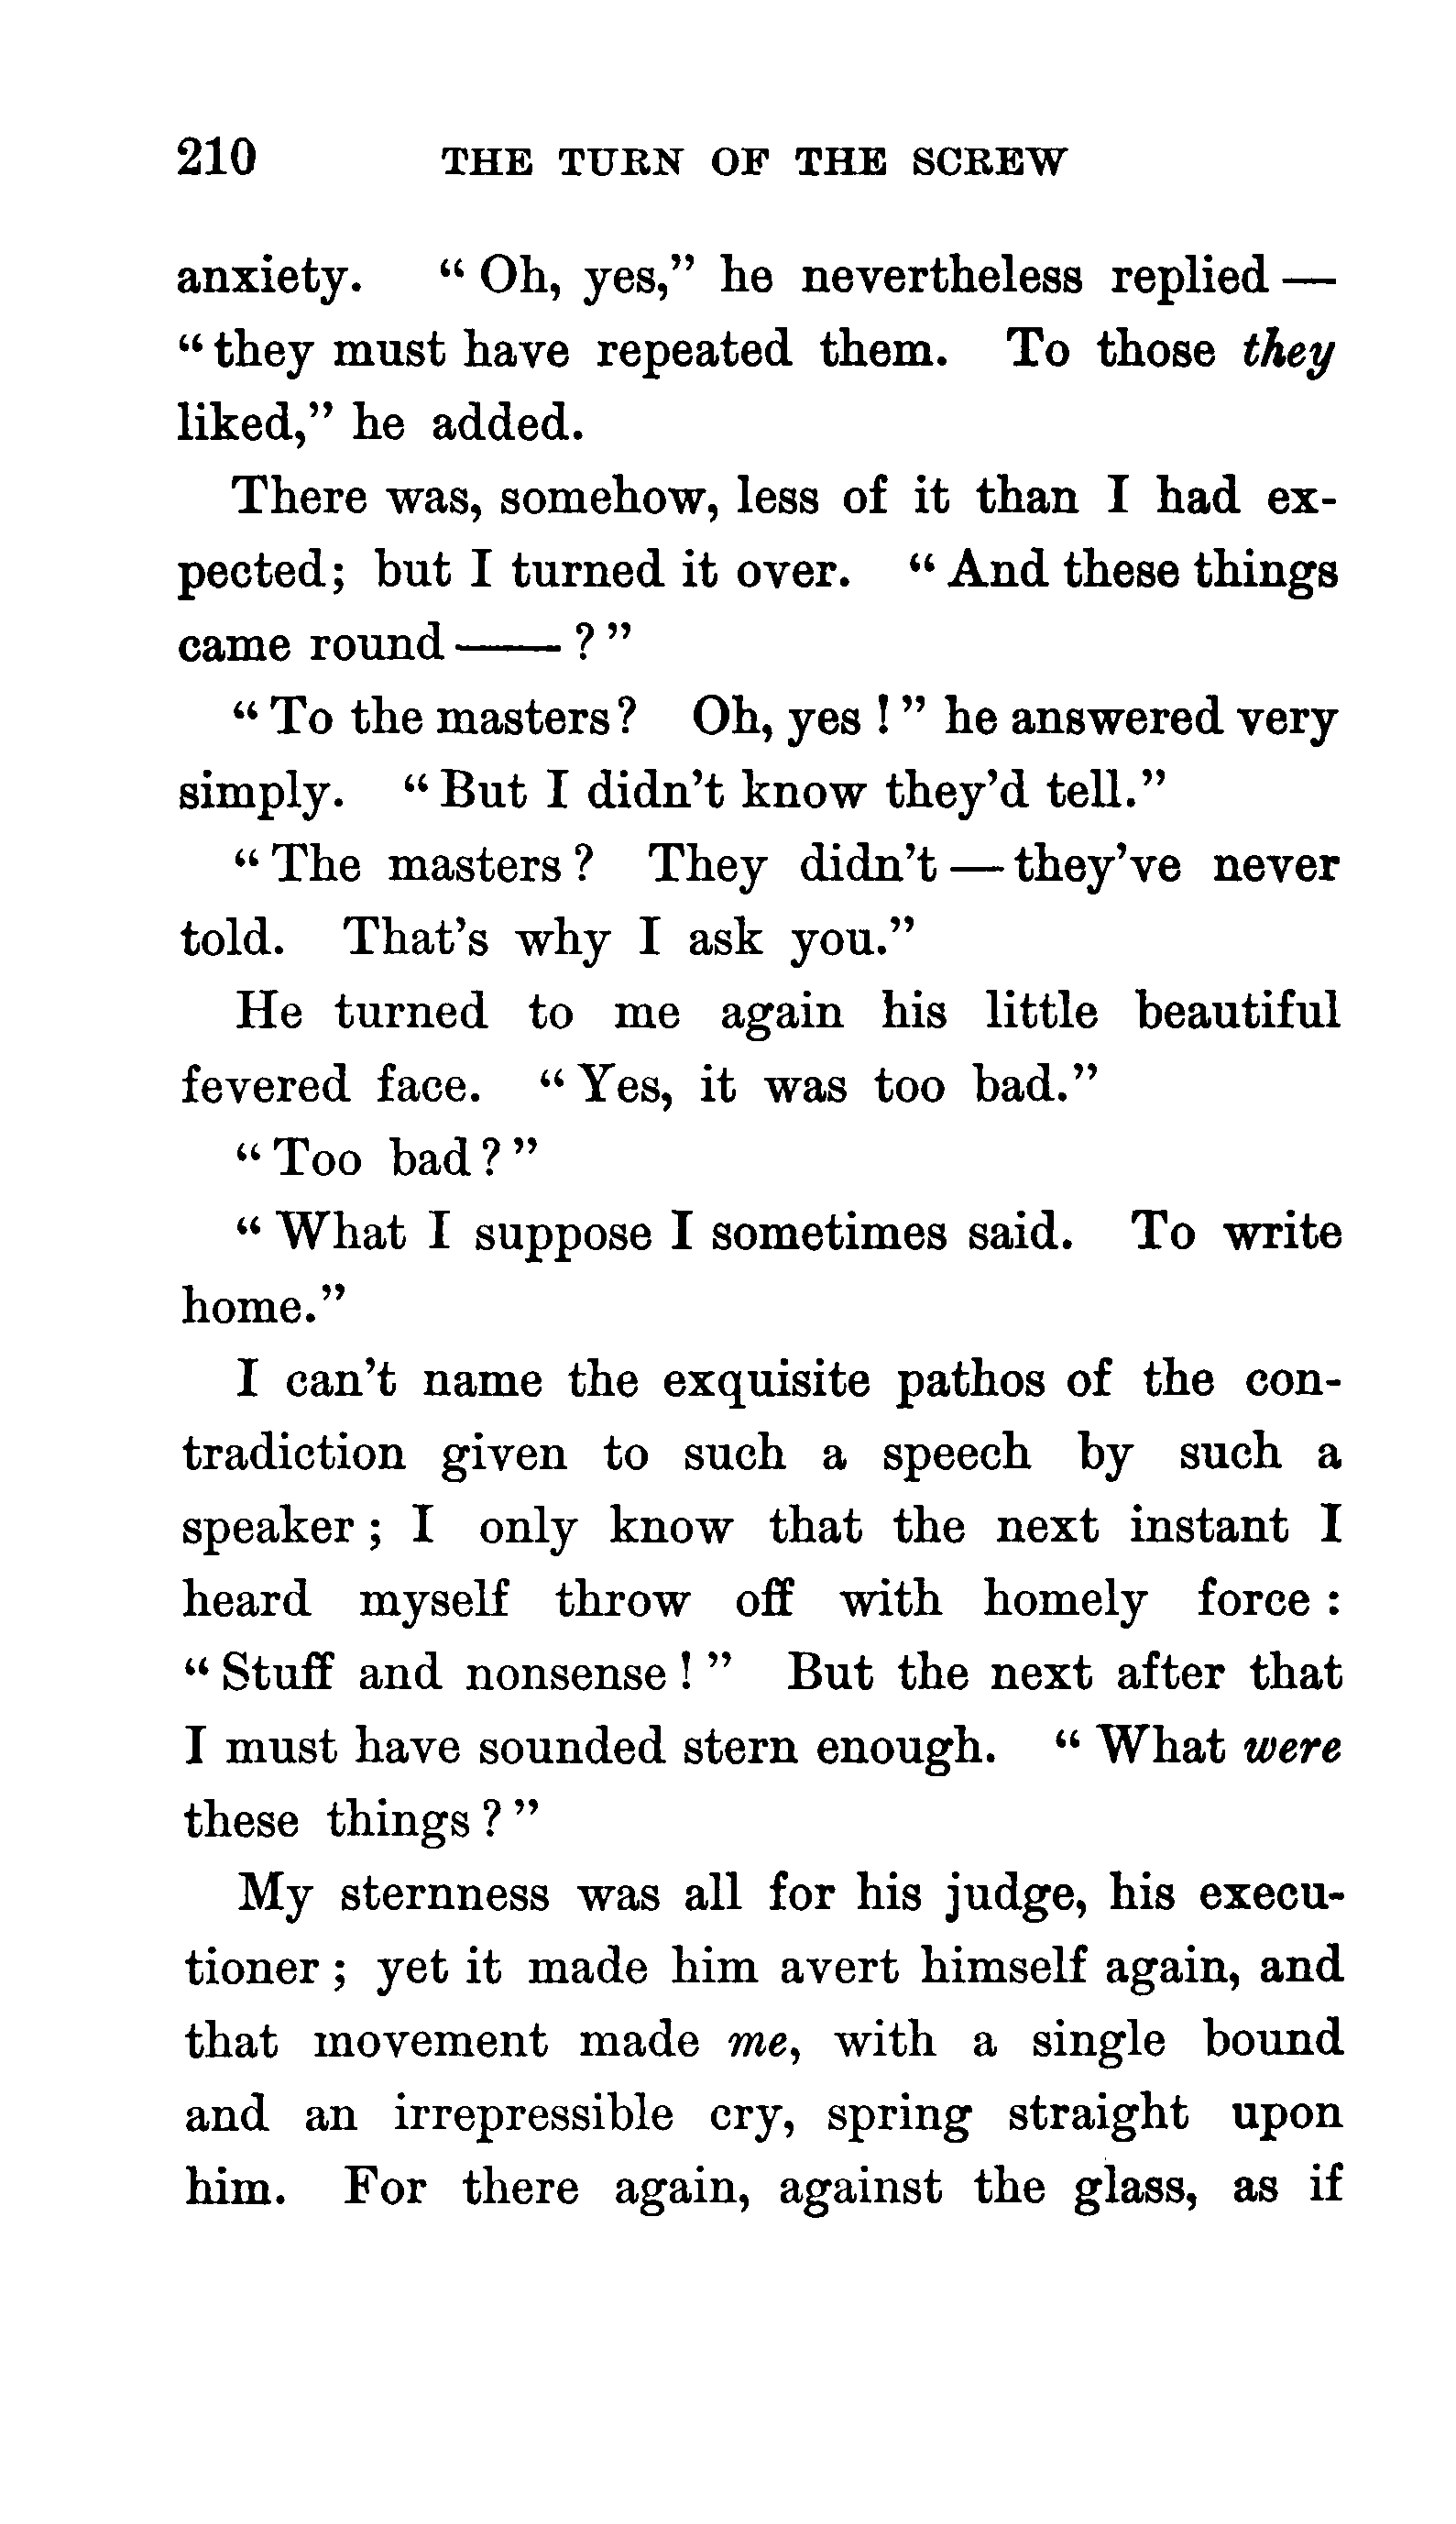 210 THE TURN OF THE SCREW
anxiety. “Oh, yes,” he nevertheless replied—
“they must have repeated them. To those they
liked,” he added.
There was, somehow, less of it than I had ex-
pected; but I turned it over. “And these things
came round——?”
“To the masters? Oh, yes!” he answered very
simply. “But I didn’t know they’d tell.”
“The masters? They didn’t—they’ve never
told. That’s why I ask you.”
He turned to me again his little beautiful
fevered face. “Yes, it was too bad.”
“Too bad?”
“What I suppose I sometimes said. To write
home.”
I can’t name the exquisite pathos of the con-
tradiction given to such a speech by such a
speaker; I only know that the next instant I
heard myself throw off with homely force:
“Stuff and nonsense!” But the next after that
I must have sounded stern enough. “What were
these things?”
My sternness was all for his judge, his execu-
tioner; yet it made him avert himself again, and
that movement made me, with a single bound
and an irrepressible cry, spring straight upon
him. For there again, against the glass, as if